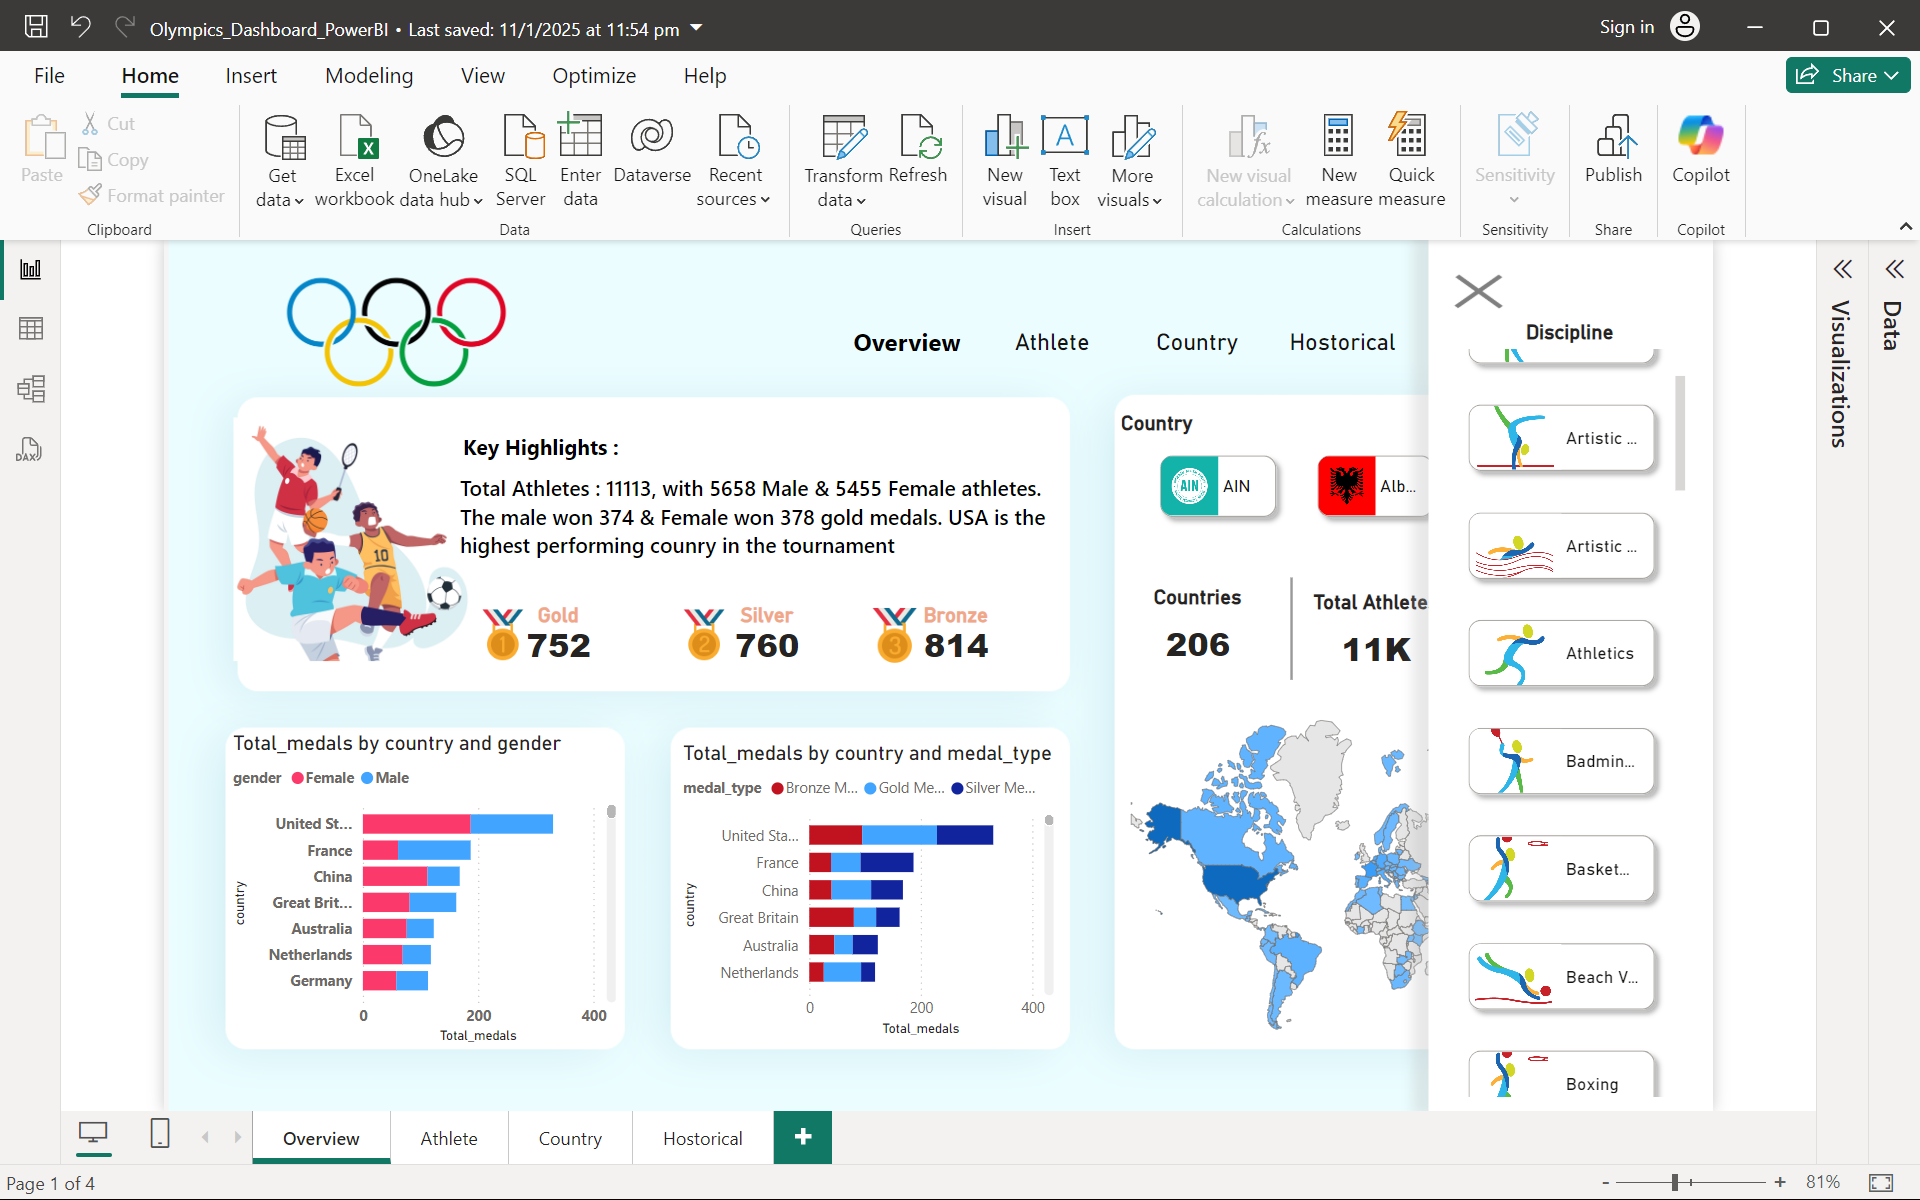 Olympics_Dashboard_PowerBI • Last saved: 11/1/2025 at 11:54 pm
Sign in
File
Home
Insert
Modeling
View
Optimize
Help
Share
Paste
Cut
Copy
Format painter
Clipboard
Get data
Excel workbook
OneLake data hub
SQL Server
Enter data
Dataverse
Recent sources
Data
Transform data
Refresh
Queries
New visual
Text box
More visuals
Insert
New visual calculation
New measure
Quick measure
Calculations
Sensitivity
Sensitivity
Publish
Share
Copilot
Copilot
DAX
Overview
Athlete
Country
Hostorical
Key Highlights :
Total Athletes : 11113, with 5658 Male & 5455 Female athletes.
The male won 374 & Female won 378 gold medals. USA is the
highest performing counry in the tournament
10
Gold
1
752
Silver
2
760
Bronze
3
814
Country
AIN
AIN
Alb...
Countries
206
Total Athlete
11K
Total_medals by country and gender
gender Female Male
country
United St...
France
China
Great Brit...
Australia
Netherlands
Germany
0 200 400
Total_medals
Total_medals by country and medal_type
medal_type Bronze M... Gold Me... Silver Me...
country
United Sta...
France
China
Great Britain
Australia
Netherlands
0 200 400
Total_medals
Discipline
Artistic ...
Artistic ...
Athletics
Badmin...
Basket...
Beach V...
Boxing
Visualizations
Data
Overview
Athlete
Country
Hostorical
+
Page 1 of 4
- + 81%